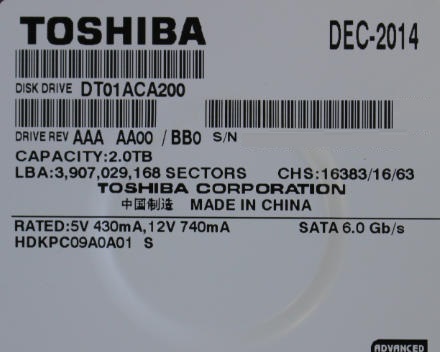 TOSHIBA DEC-2014
DISK DRIVE DT01ACA200
DRIVE REV AAA AA00 / BB0 S/N
CAPACITY:2.0TB
LBA:3,907,029,168 SECTORS CHS:16383/16/63
TOSHIBA CORPORATION
中国制造 MADE IN CHINA
RATED:5V 430mA,12V 740mA SATA 6.0 Gb/s
HDKPC09A0A01 S
ADVANCED